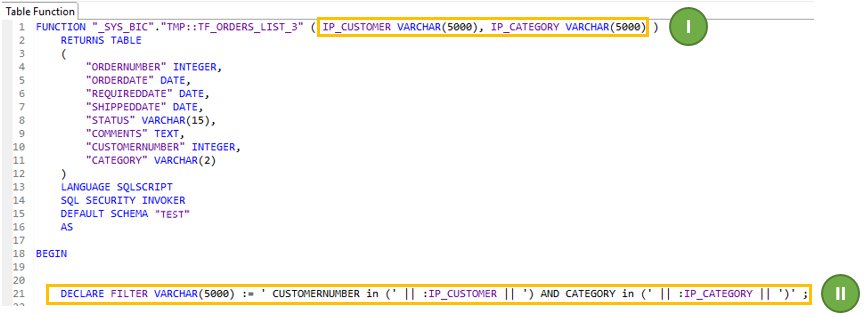 Table Function
1 FUNCTION "_SYS_BIC"."TMP::TF_ORDERS_LIST_3" ( IP_CUSTOMER VARCHAR(5000), IP_CATEGORY VARCHAR(5000) ) I
2 RETURNS TABLE
3 (
4 "ORDERNUMBER" INTEGER,
5 "ORDERDATE" DATE,
6 "REQUIREDDATE" DATE,
7 "SHIPPEDDATE" DATE,
8 "STATUS" VARCHAR(15),
9 "COMMENTS" TEXT,
10 "CUSTOMERNUMBER" INTEGER,
11 "CATEGORY" VARCHAR(2)
12 )
13 LANGUAGE SQLSCRIPT
14 SQL SECURITY INVOKER
15 DEFAULT SCHEMA "TEST"
16 AS
17
18 BEGIN
19
20
21 DECLARE FILTER VARCHAR(5000) := ' CUSTOMERNUMBER in (' || :IP_CUSTOMER || ') AND CATEGORY in (' || :IP_CATEGORY || ')' ; II